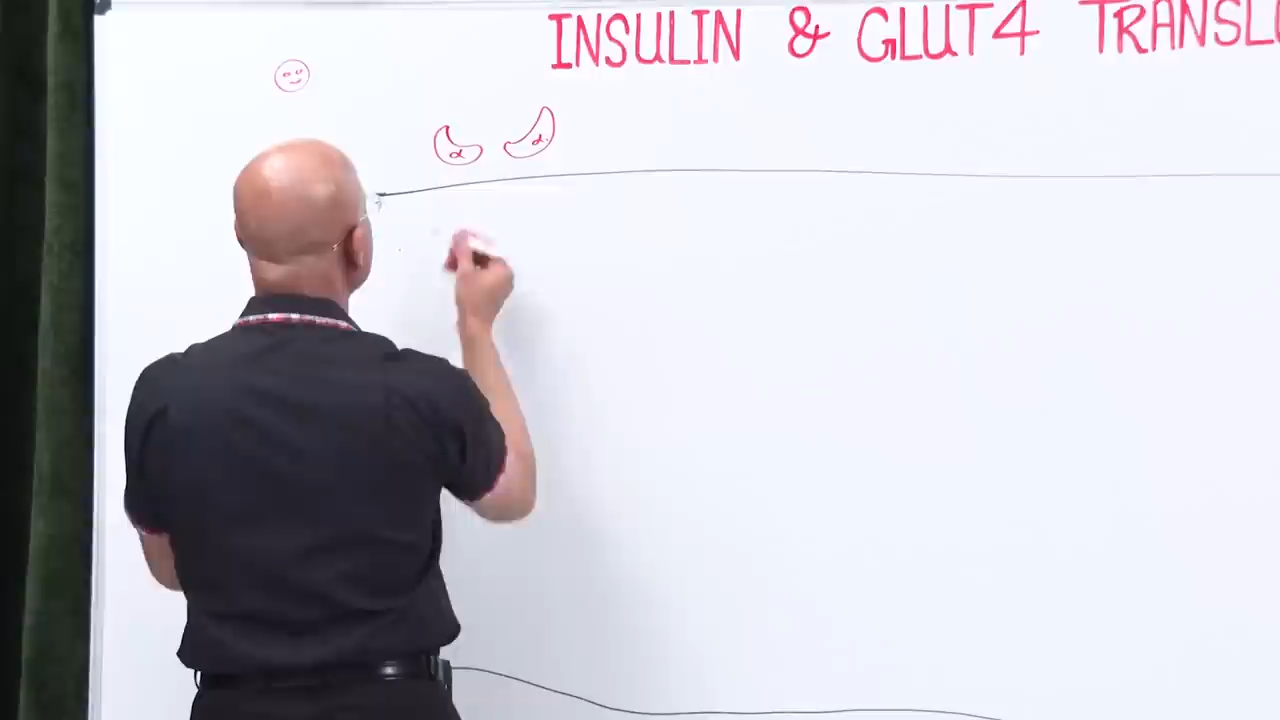 INSULIN & GLUT4 TRANSL
α α